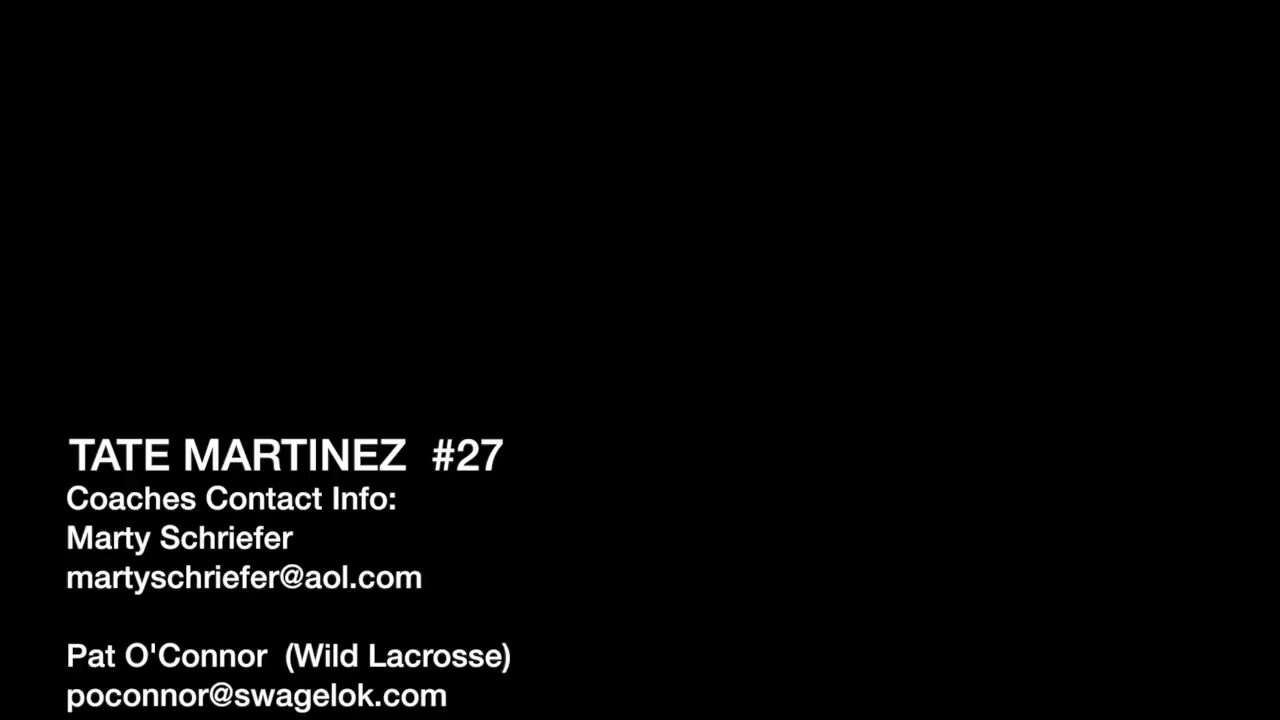 TATE MARTINEZ  #27
Coaches Contact Info:
Marty Schriefer
martyschriefer@aol.com
Pat O'Connor  (Wild Lacrosse)
poconnor@swagelok.com